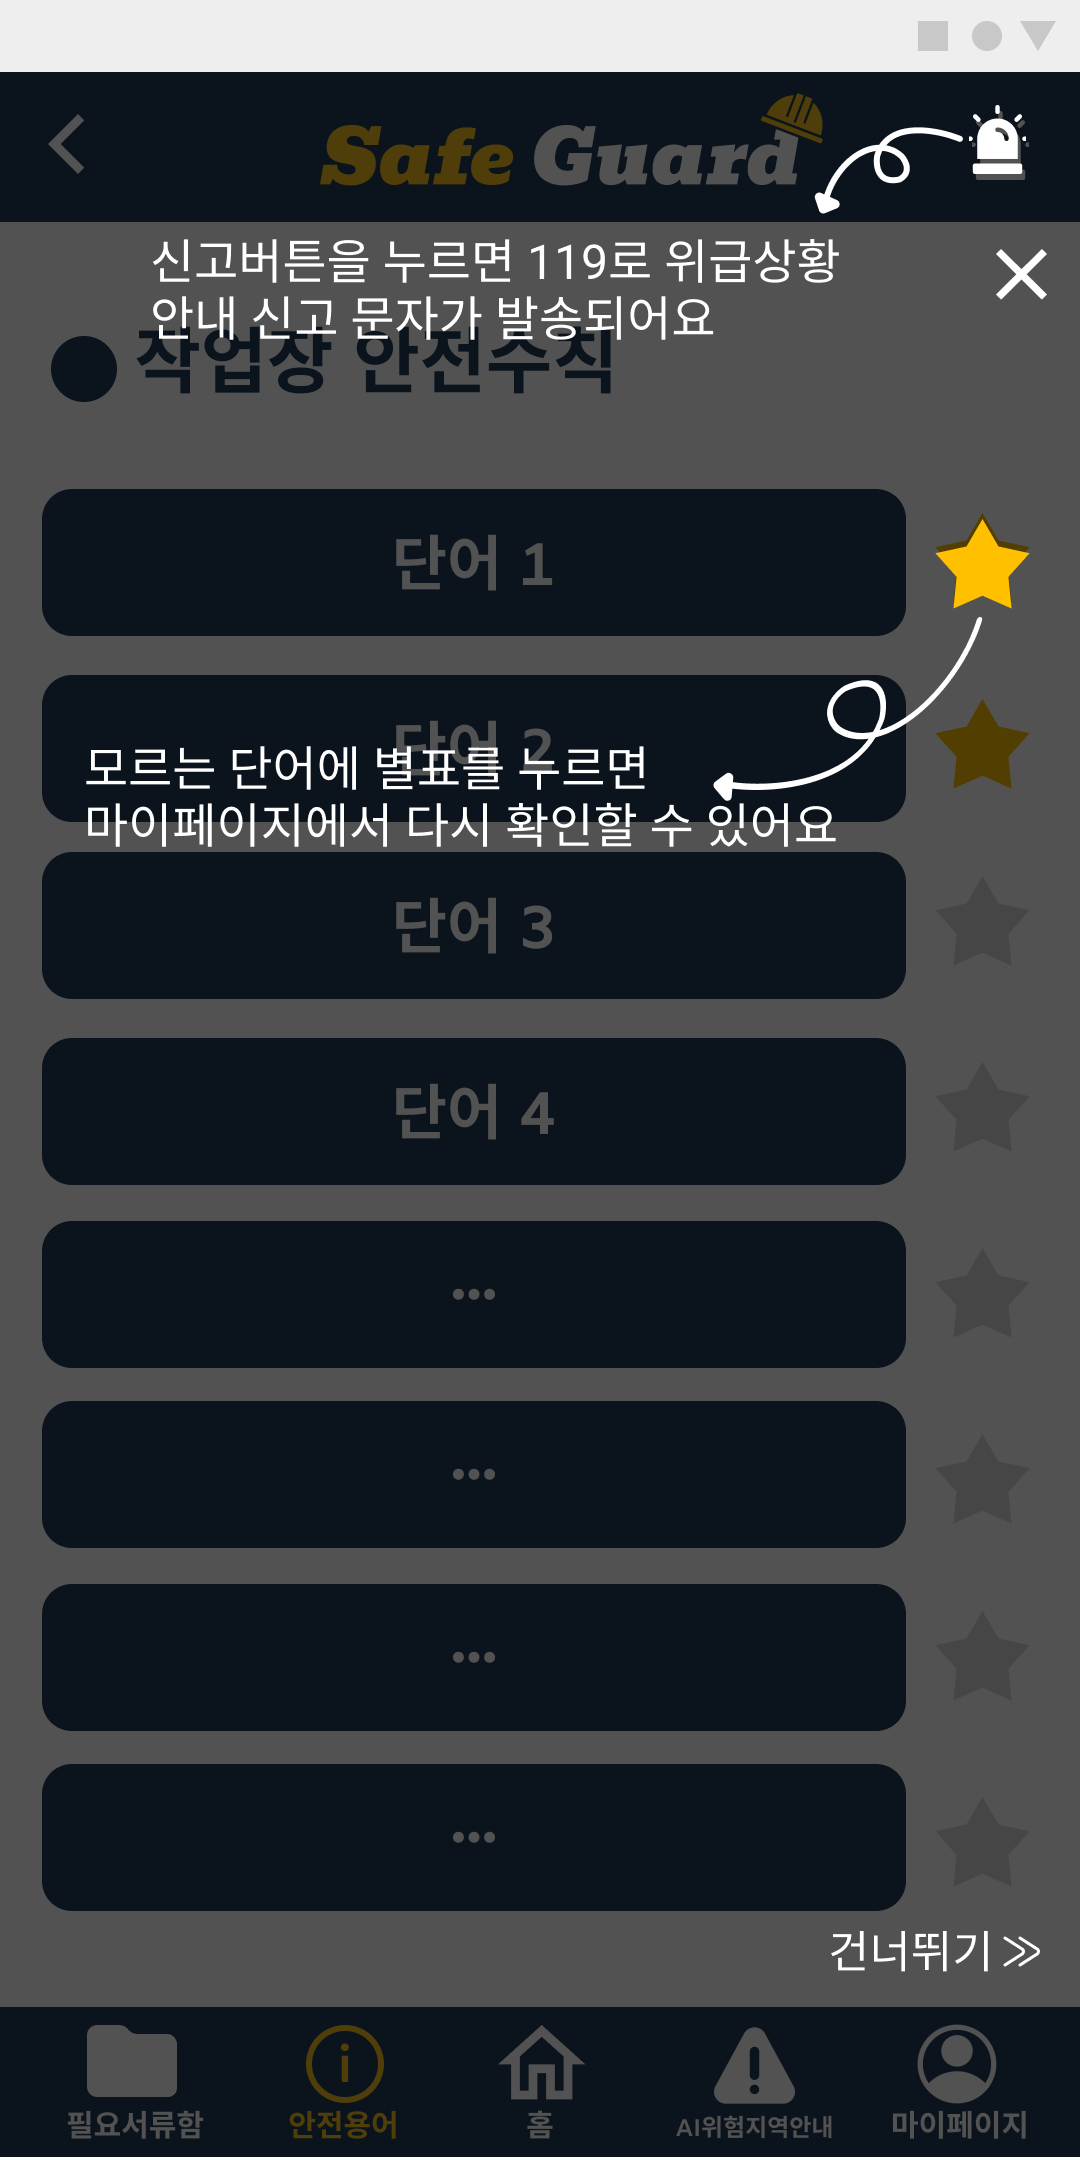 Safe Guard
신고버튼을 누르면 119로 위급상황
안내 신고 문자가 발송되어요
작업장 안전수칙
단어 1
단어 2
모르는 단어에 별표를 누르면
마이페이지에서 다시 확인할 수 있어요
단어 3
단어 4
...
...
...
...
건너뛰기
필요서류함
안전용어
홈
AI위험지역안내
마이페이지